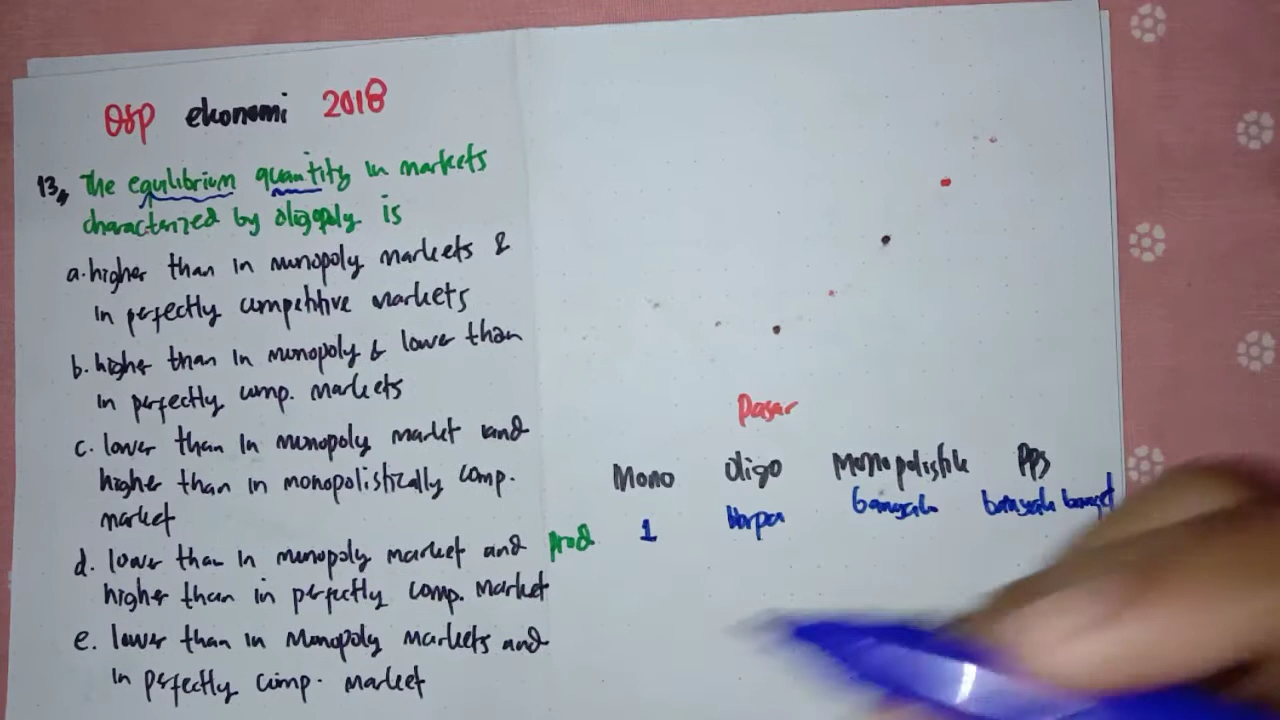 OSP ekonomi 2018
13, The equilibrium quantity in markets
characterized by oligopoly is
a. higher than in monopoly markets &
in perfectly competitive markets
b. higher than in monopoly & lower than
in perfectly comp. markets
c. lower than in monopoly market and
higher than in monopolistically comp.
market
d. lower than in monopoly market and
higher than in perfectly comp. market
e. lower than in monopoly markets and
in perfectly comp. market
Pasar
Mono oligo Monopolistik PPS
prod 1 banyak banyak banget